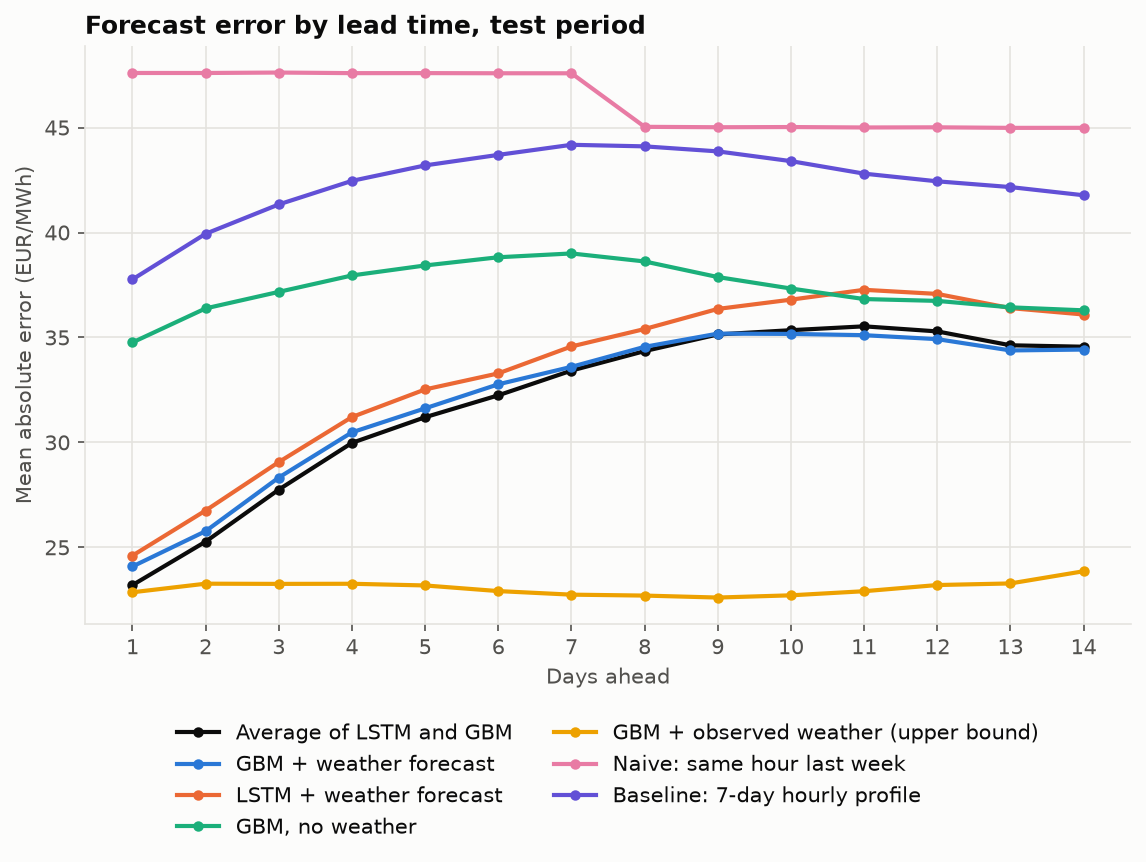 Forecast error by lead time, test period
Mean absolute error (EUR/MWh)
45
40
35
30
25
1 2 3 4 5 6 7 8 9 10 11 12 13 14
Days ahead
Average of LSTM and GBM
GBM + weather forecast
LSTM + weather forecast
GBM, no weather
GBM + observed weather (upper bound)
Naive: same hour last week
Baseline: 7-day hourly profile